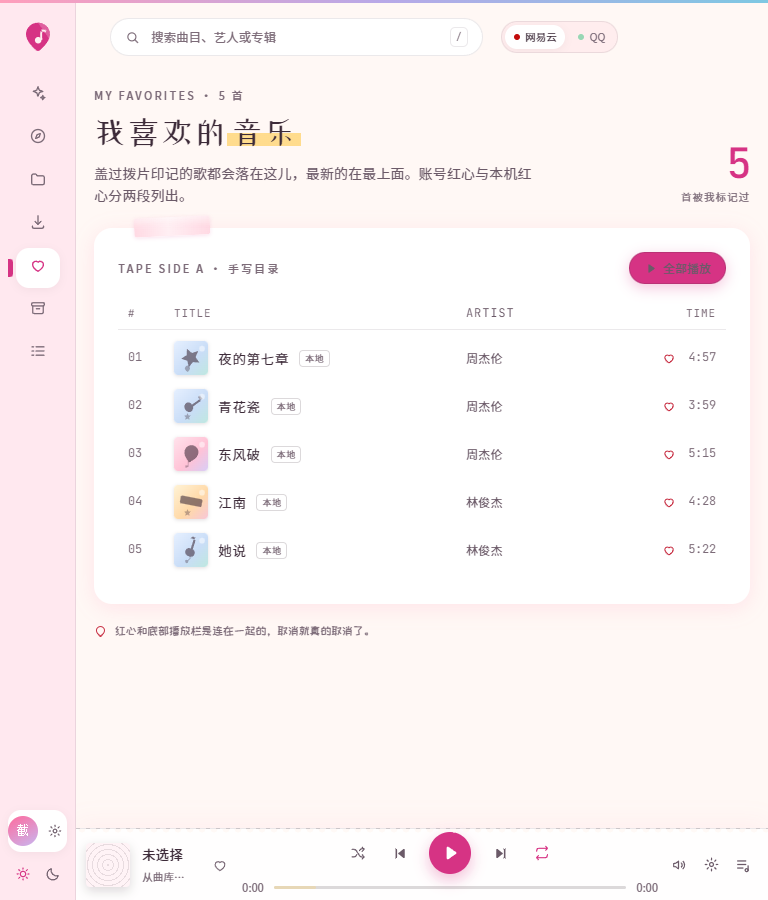 搜索曲目、艺人或专辑 /
网易云 QQ
MY FAVORITES • 5 首
我喜欢的音乐
盖过拨片印记的歌都会落在这儿，最新的在最上面。账号红心与本机红
心分两段列出。
5
首被我标记过
TAPE SIDE A • 手写目录
全部播放
# TITLE ARTIST TIME
01 夜的第七章 本地 周杰伦 4:57
02 青花瓷 本地 周杰伦 3:59
03 东风破 本地 周杰伦 5:15
04 江南 本地 林俊杰 4:28
05 她说 本地 林俊杰 5:22
红心和底部播放栏是连在一起的，取消就真的取消了。
截
未选择
从曲库…
0:00 0:00